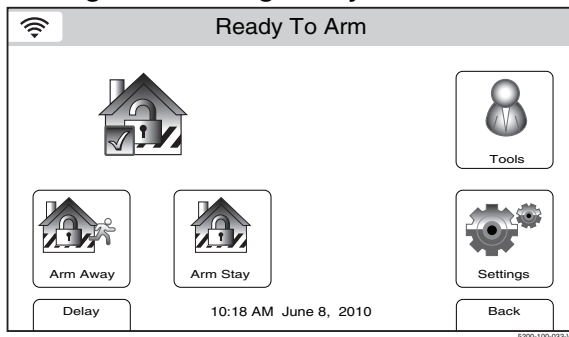 Ready To Arm
Tools
Arm Away
Arm Stay
Settings
Delay
10:18 AM June 8, 2010
Back